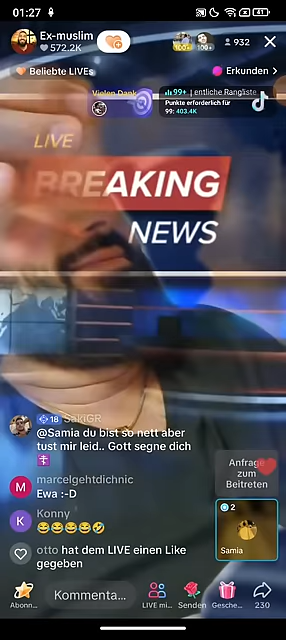 01:27
41
Ex-muslim
572.2K
100+
100+
932
Beliebte LIVEs
Erkunden
Vielen Dank
99+ | entliche Rangliste
Punkte erforderlich für
99: 403.4K
LIVE
BREAKING
NEWS
18 SakiGR
@Samia du bist so nett aber
tust mir leid.. Gott segne dich
✝️
marcelgehtdichnic
Ewa :-D
Konny
😂😂😂😂🤣
otto hat dem LIVE einen Like
gegeben
Anfrage
zum
Beitreten
2
Samia
M
K
Kommenta...
Abonn...
LIVE mi...
Senden
Gesche...
230